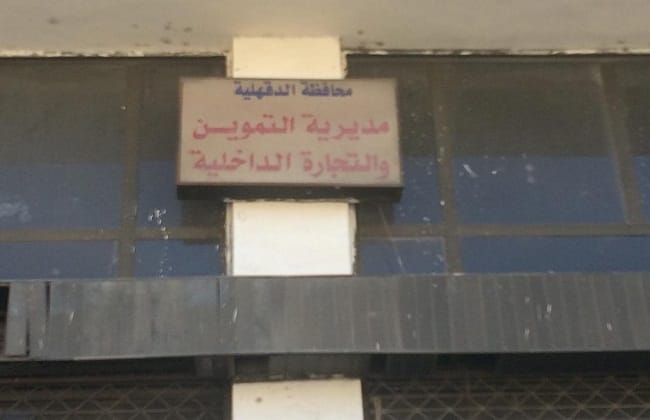 محافظة الدقهلية
مديرية التموين
والتجارة الداخلية